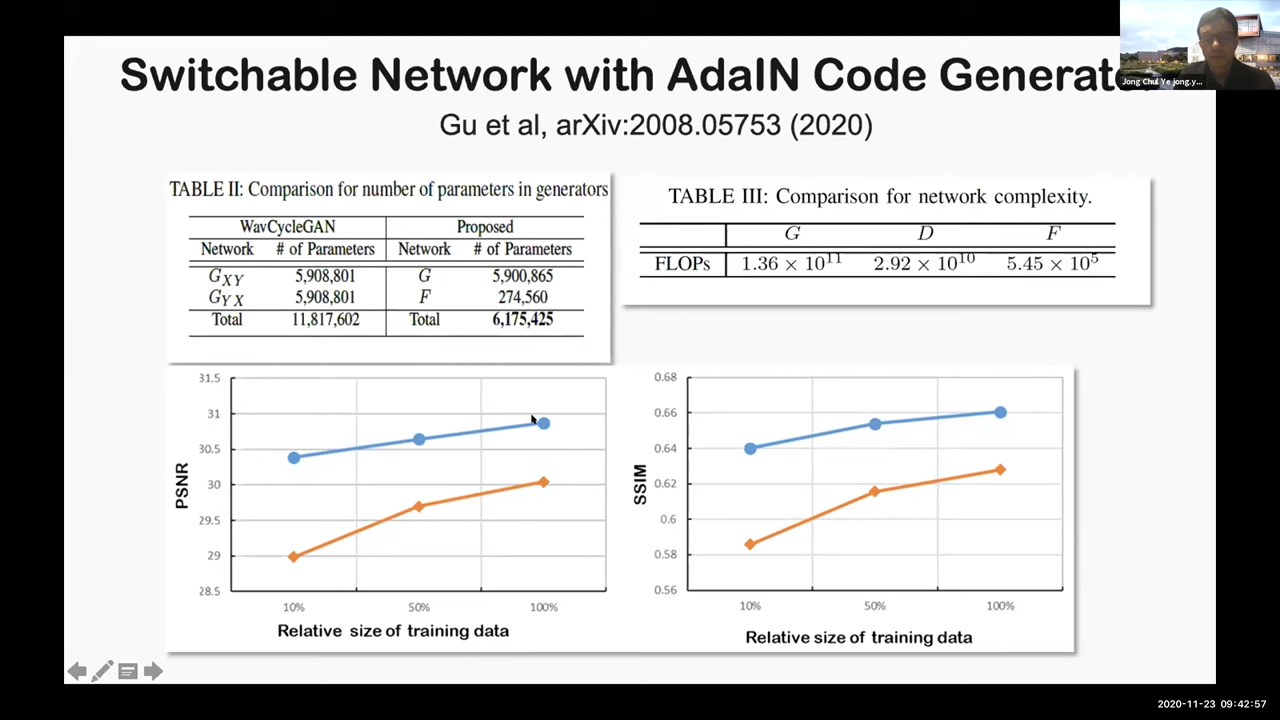 Switchable Network with AdaIN Code Generato
Jong Chul Ye jong.y...
Gu et al, arXiv:2008.05753 (2020)
TABLE II: Comparison for number of parameters in generators
WavCycleGAN Proposed
Network # of Parameters Network # of Parameters
G_XY 5,908,801 G 5,900,865
G_YX 5,908,801 F 274,560
Total 11,817,602 Total 6,175,425
TABLE III: Comparison for network complexity.
G D F
FLOPs 1.36 × 10^11 2.92 × 10^10 5.45 × 10^5
PSNR
31.5
31
30.5
30
29.5
29
28.5
10% 50% 100%
Relative size of training data
SSIM
0.68
0.66
0.64
0.62
0.6
0.58
0.56
10% 50% 100%
Relative size of training data
2020-11-23 09:42:57